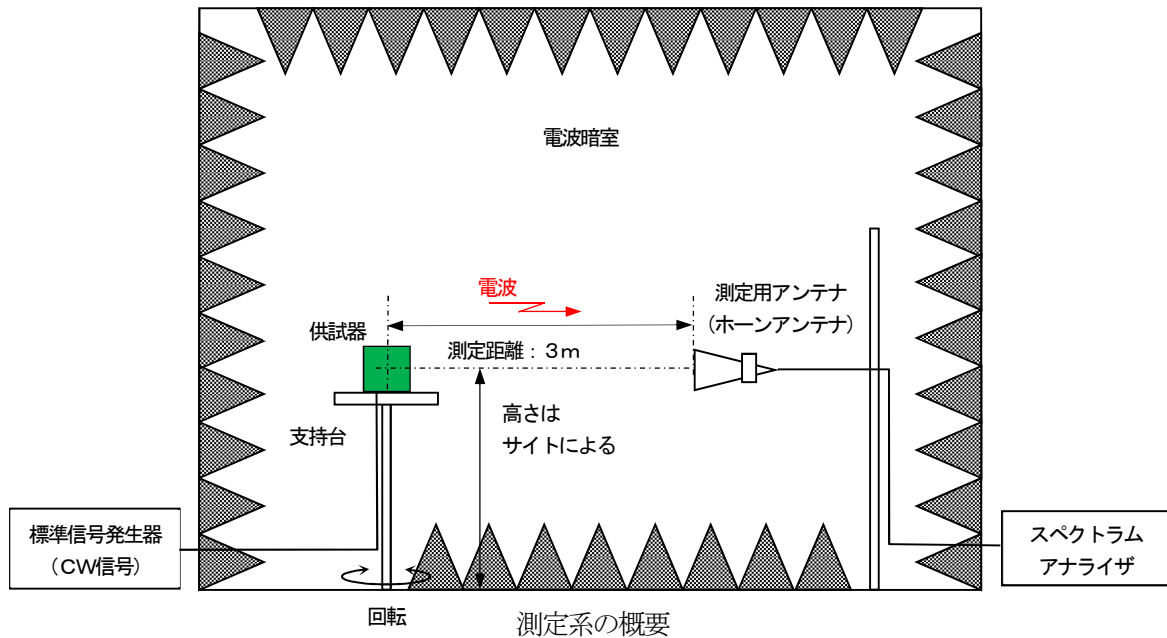 電波暗室
電波
測定用アンテナ
(ホーンアンテナ)
供試器
測定距離:3m
高さは
サイトによる
支持台
標準信号発生器
(CW信号)
スペクトラム
アナライザ
回転
測定系の概要